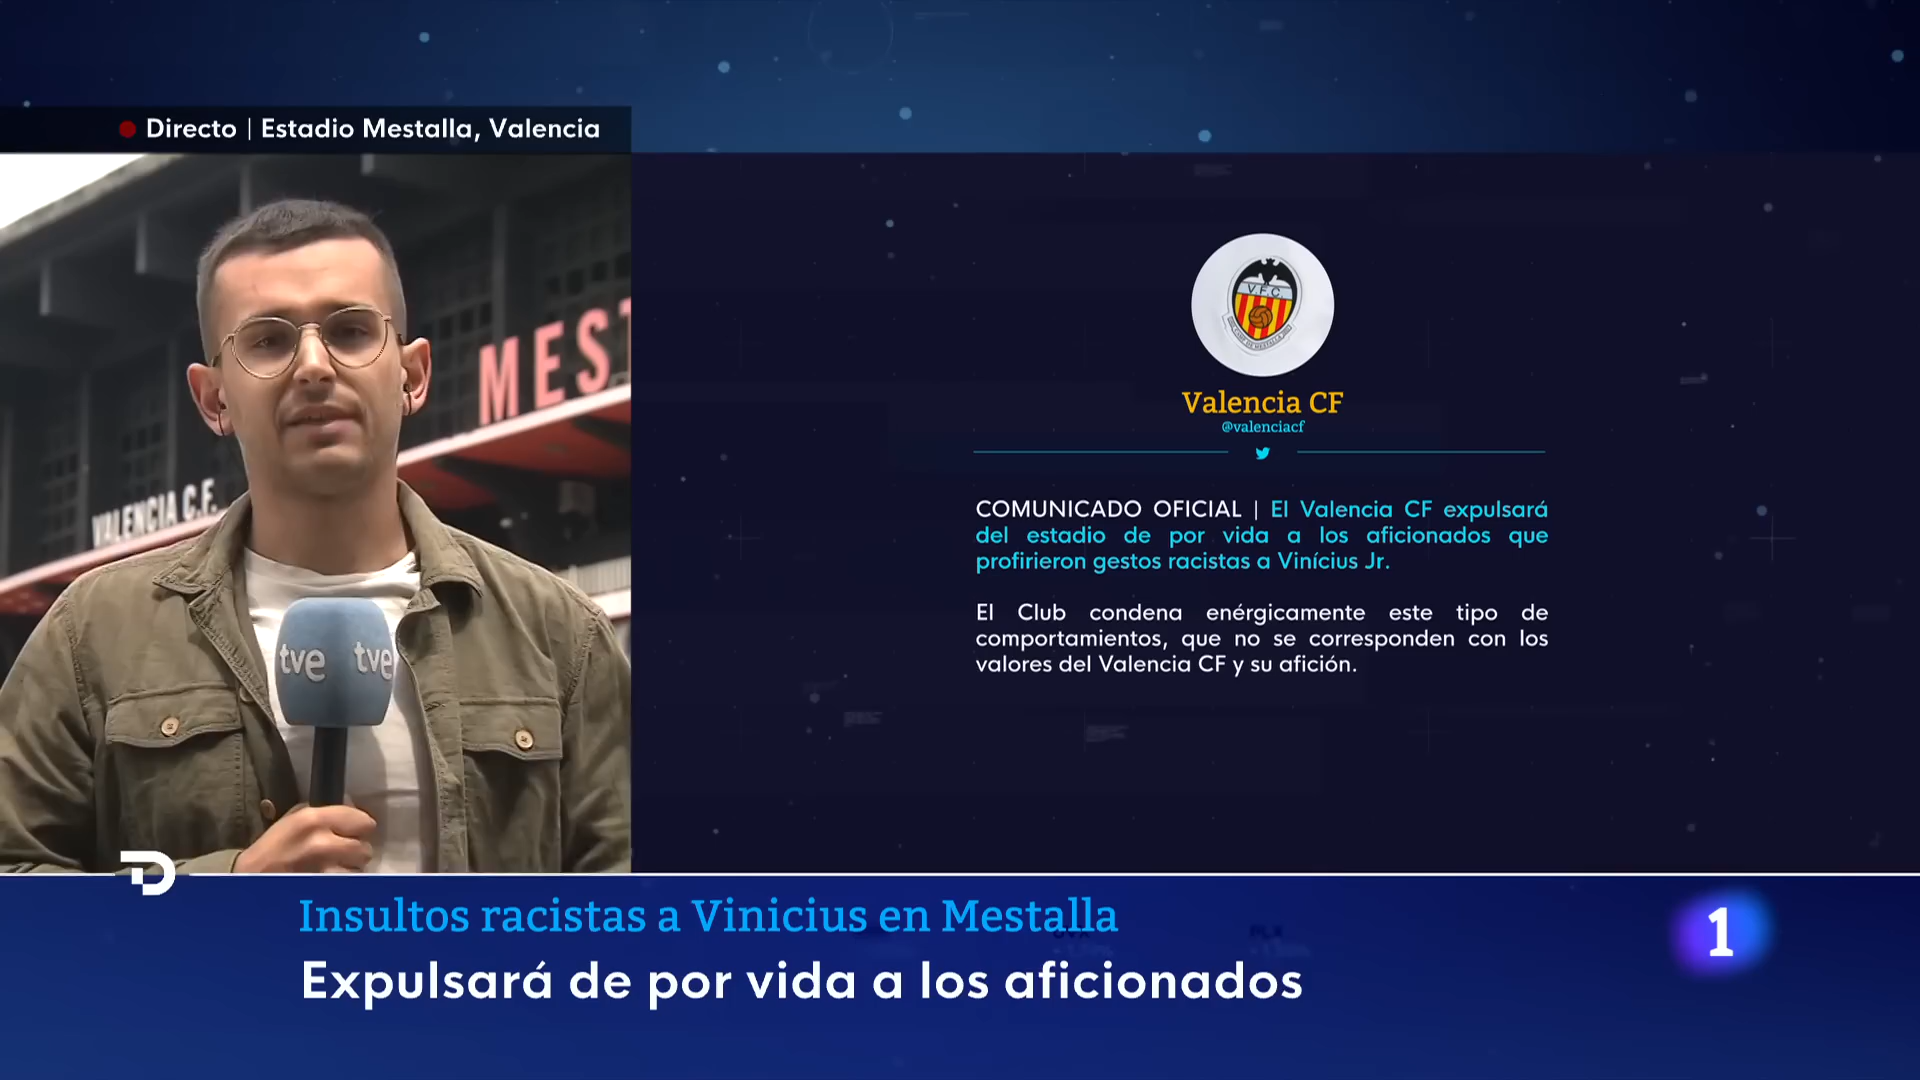 Directo | Estadio Mestalla, Valencia
MEST
VALENCIA C.F.
tve tve
V.F.C.
Valencia CF
@valenciacf
COMUNICADO OFICIAL | El Valencia CF expulsará
del estadio de por vida a los aficionados que
profirieron gestos racistas a Vinícius Jr.
El Club condena enérgicamente este tipo de
comportamientos, que no se corresponden con los
valores del Valencia CF y su afición.
Insultos racistas a Vinicius en Mestalla
Expulsará de por vida a los aficionados
1